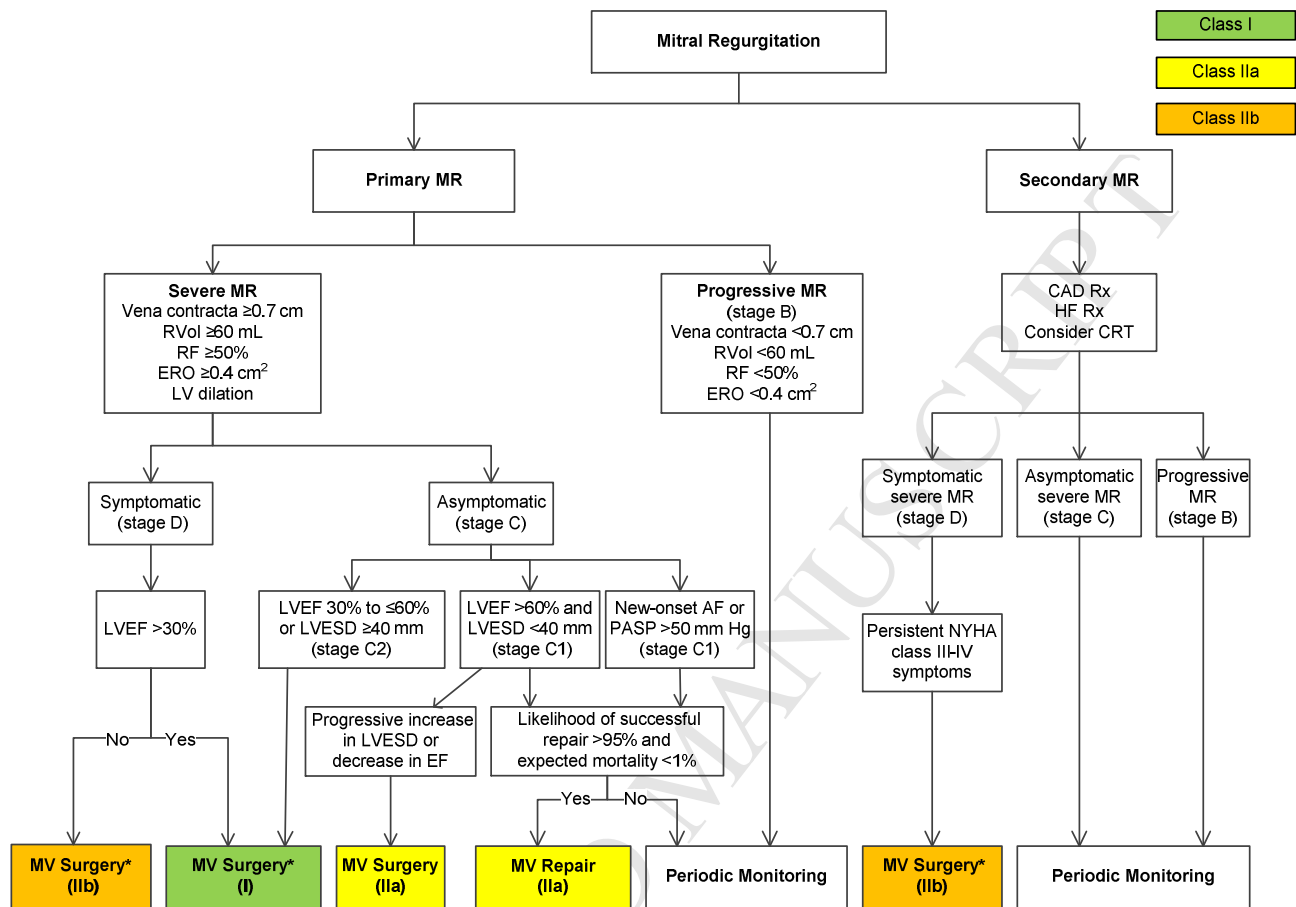 Mitral Regurgitation
Class I
Class IIa
Class IIb
Primary MR
Secondary MR
Severe MR
Vena contracta ≥0.7 cm
RVol ≥60 mL
RF ≥50%
ERO ≥0.4 cm²
LV dilation
Progressive MR
(stage B)
Vena contracta <0.7 cm
RVol <60 mL
RF <50%
ERO <0.4 cm²
CAD Rx
HF Rx
Consider CRT
Symptomatic
(stage D)
Asymptomatic
(stage C)
Symptomatic
severe MR
(stage D)
Asymptomatic
severe MR
(stage C)
Progressive
MR
(stage B)
LVEF >30%
LVEF 30% to ≤60%
or LVESD ≥40 mm
(stage C2)
LVEF >60% and
LVESD <40 mm
(stage C1)
New-onset AF or
PASP >50 mm Hg
(stage C1)
Persistent NYHA
class III-IV
symptoms
Progressive increase
in LVESD or
decrease in EF
Likelihood of successful
repair >95% and
expected mortality <1%
No
Yes
Yes
No
MV Surgery*
(IIb)
MV Surgery*
(I)
MV Surgery
(IIa)
MV Repair
(IIa)
Periodic Monitoring
MV Surgery*
(IIb)
Periodic Monitoring
MANUSCRIPT